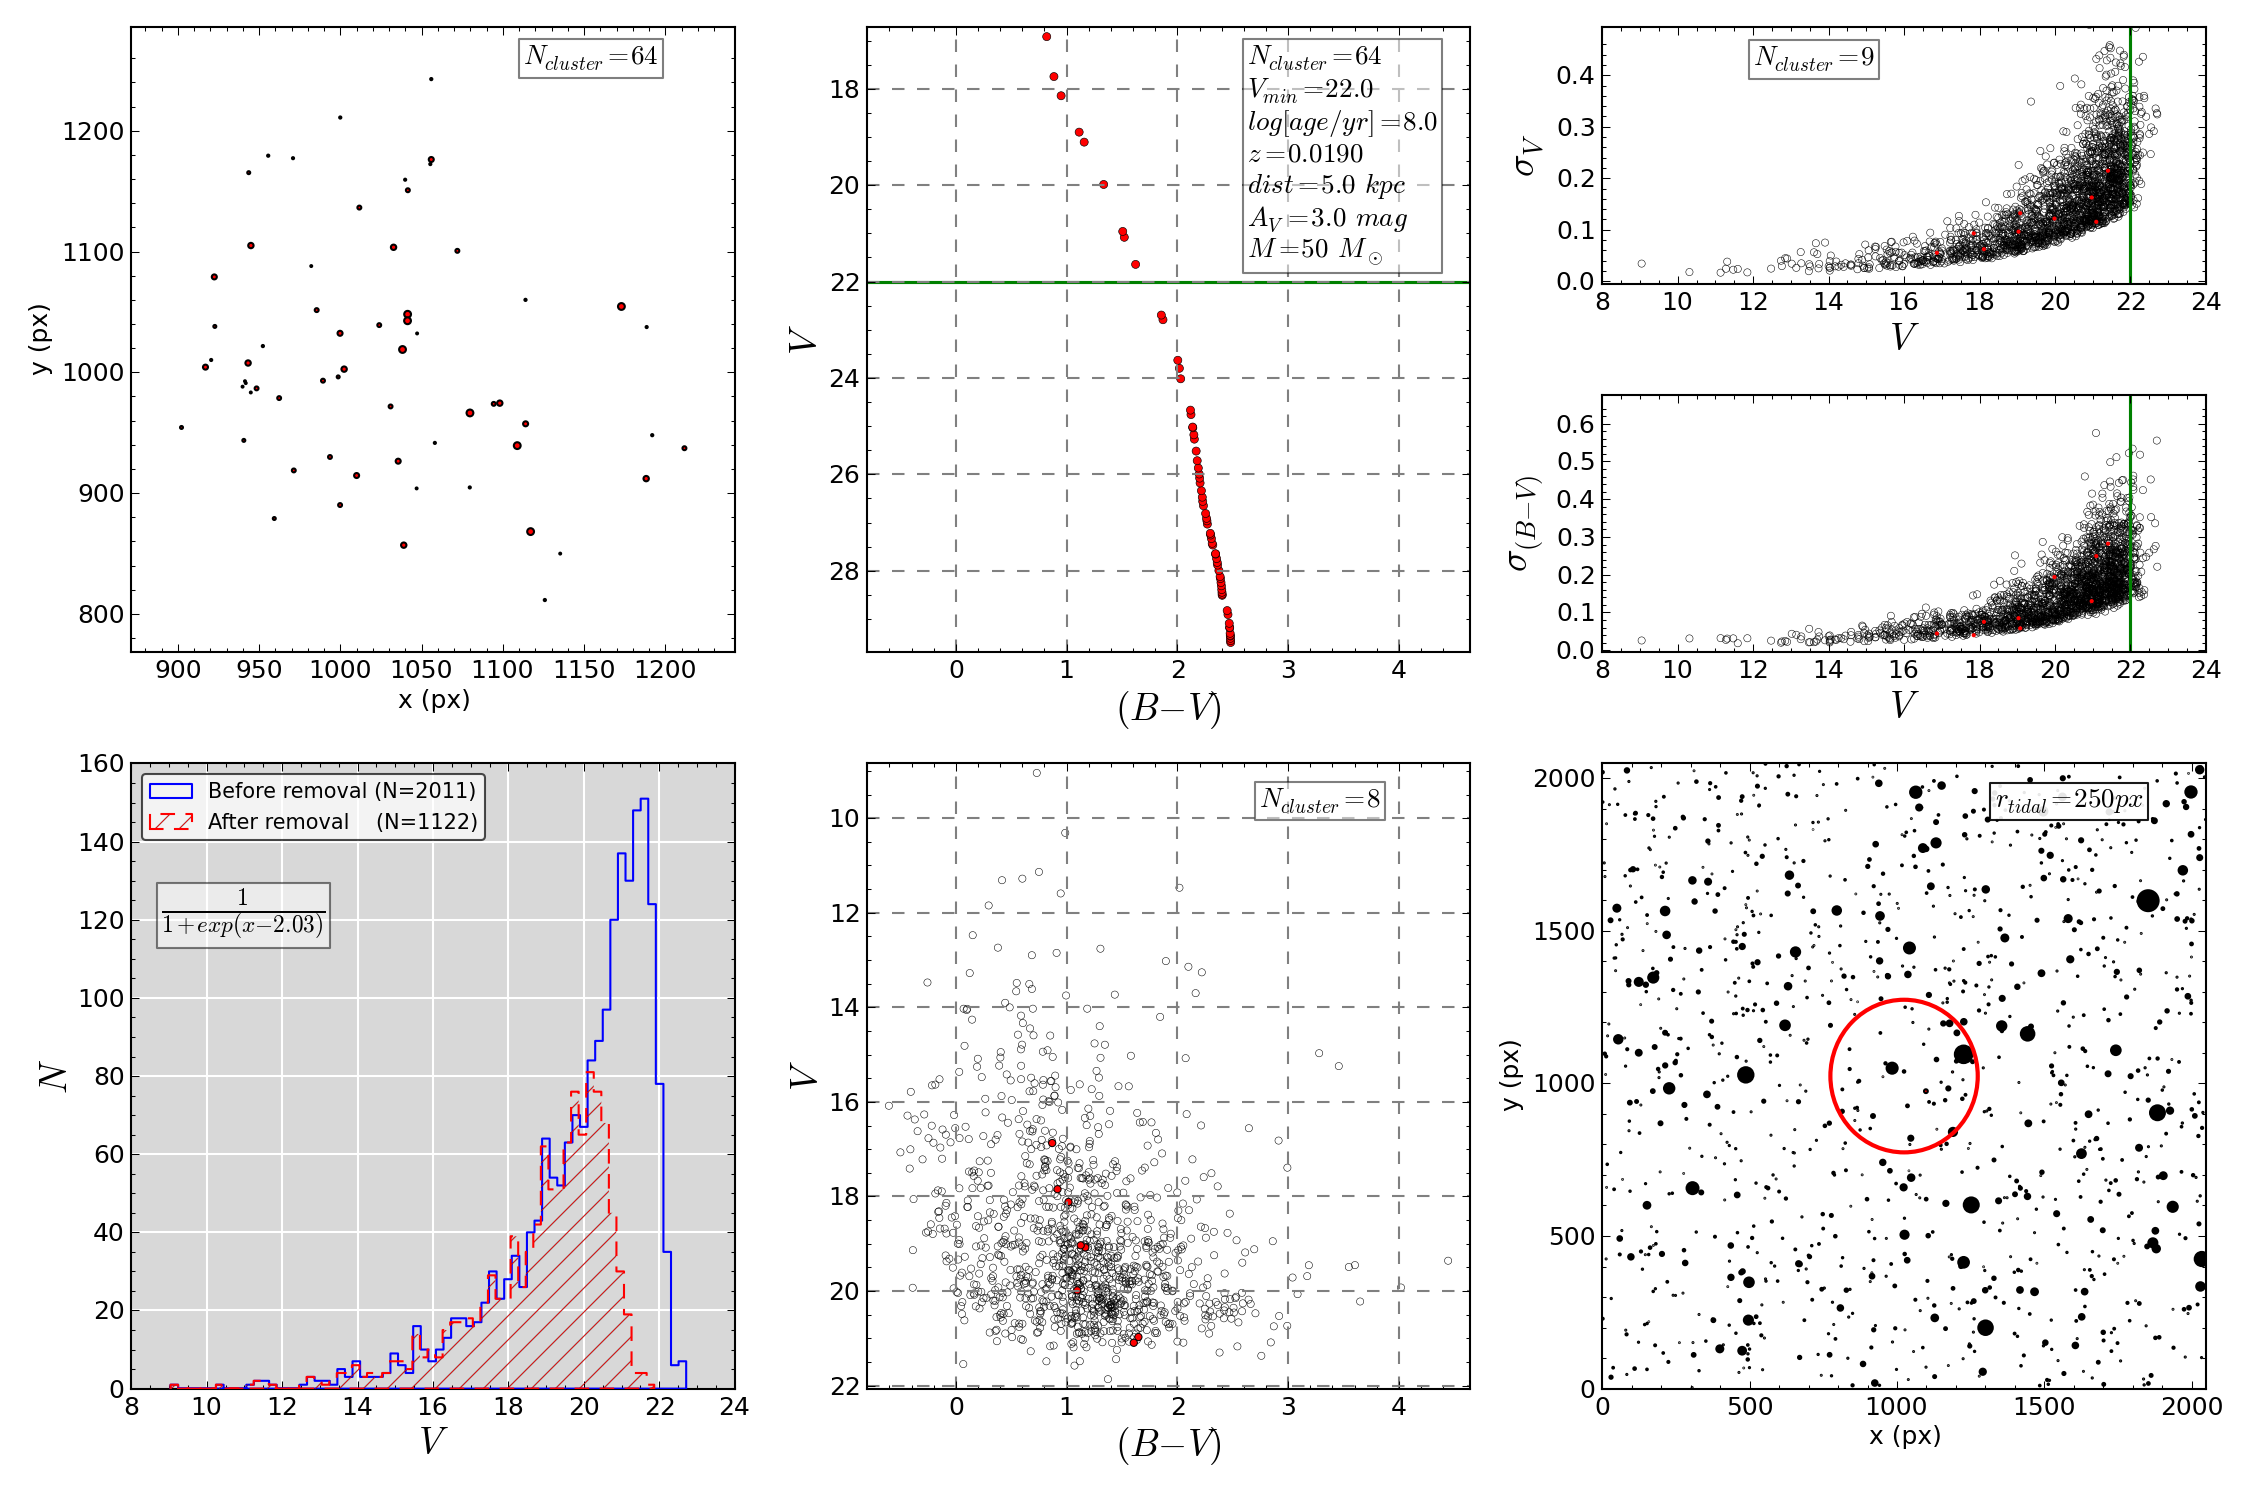 N_cluster=64
1200
1100
1000
900
800
y (px)
900 950 1000 1050 1100 1150 1200
x (px)
N_cluster=64
V_min=22.0
log[age/yr]=8.0
z=0.0190
dist=5.0 kpc
A_V=3.0 mag
M=50 M_⊙
18
20
22
24
26
28
V
0 1 2 3 4
(B−V)
N_cluster=9
0.4
0.3
0.2
0.1
0.0
σ_V
8 10 12 14 16 18 20 22 24
V
0.6
0.5
0.4
0.3
0.2
0.1
0.0
σ_(B−V)
8 10 12 14 16 18 20 22 24
V
Before removal (N=2011)
After removal (N=1122)
1
1+exp(x−2.03)
160
140
120
100
80
60
40
20
0
N
8 10 12 14 16 18 20 22 24
V
N_cluster=8
10
12
14
16
18
20
22
V
0 1 2 3 4
(B−V)
r_tidal=250px
2000
1500
1000
500
0
y (px)
0 500 1000 1500 2000
x (px)